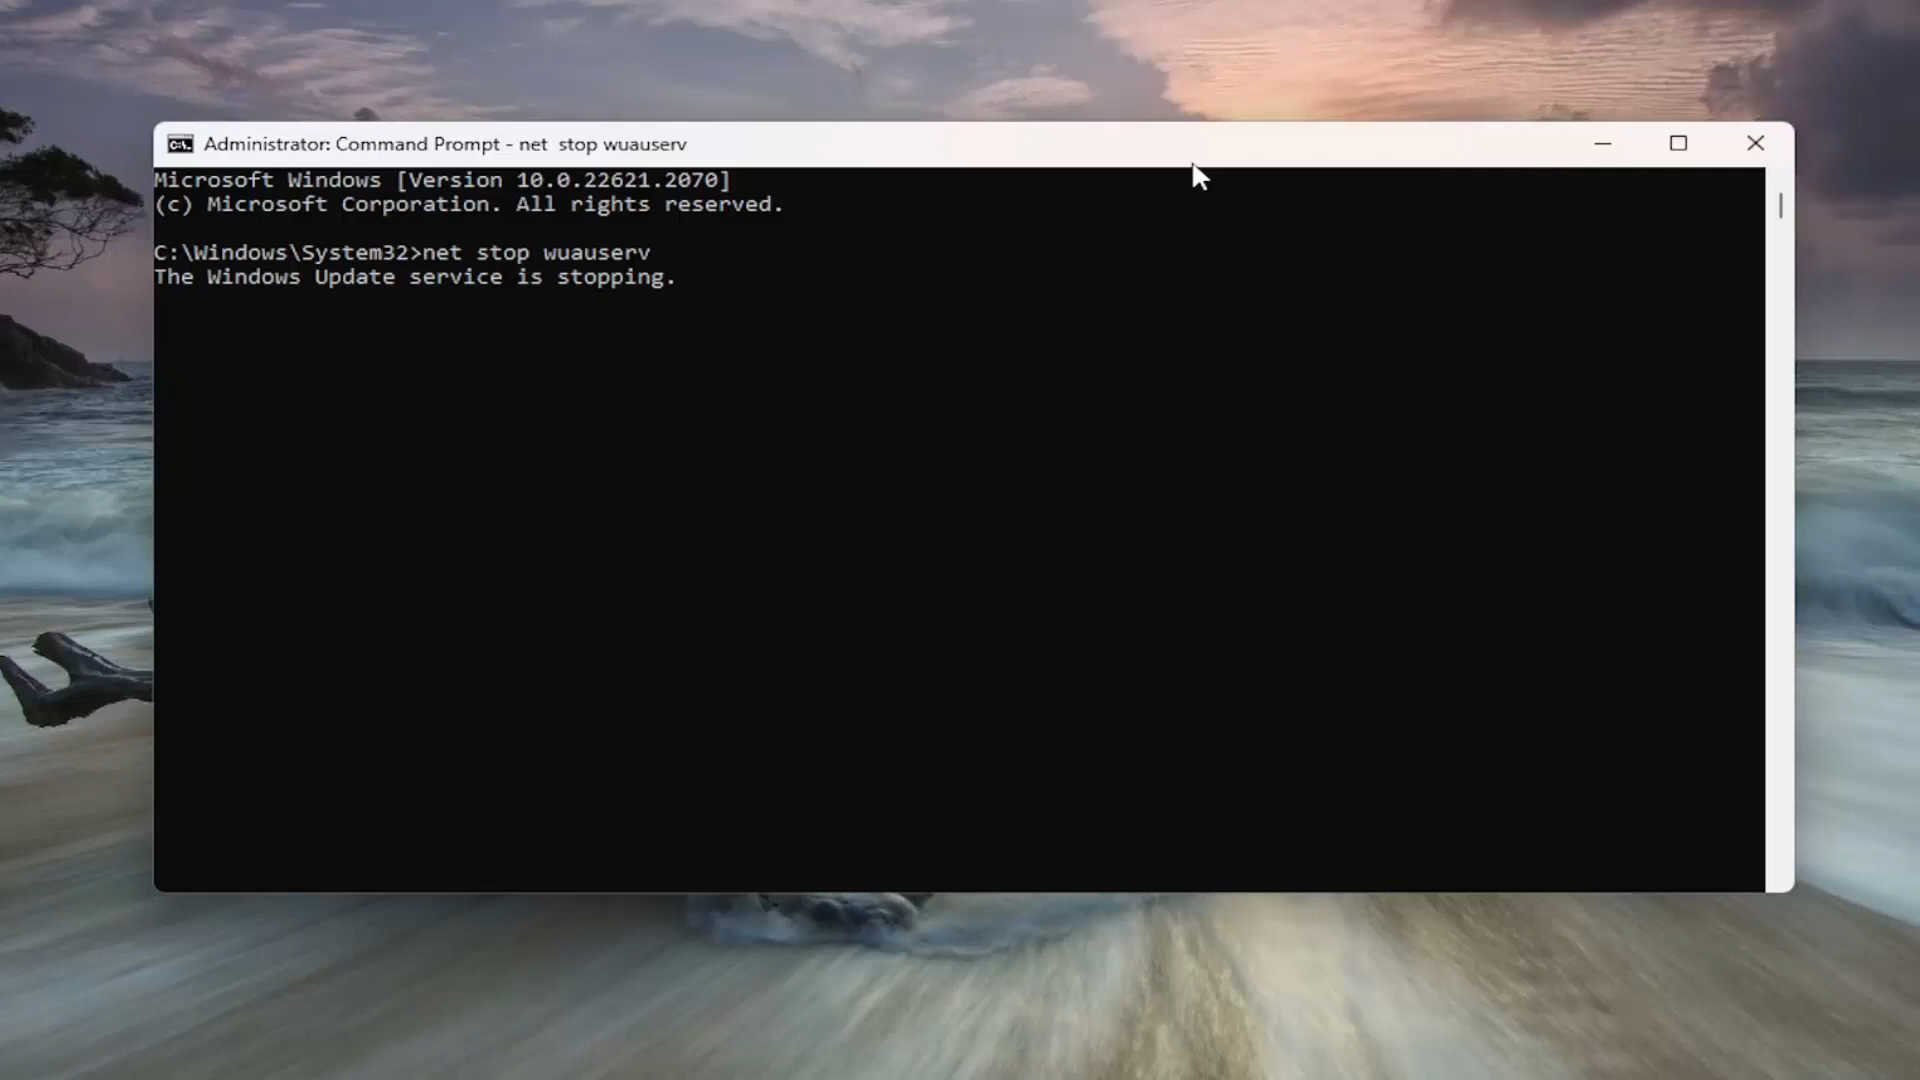 Administrator: Command Prompt - net  stop wuauserv
Microsoft Windows [Version 10.0.22621.2070]
(c) Microsoft Corporation. All rights reserved.
C:\Windows\System32>net stop wuauserv
The Windows Update service is stopping.